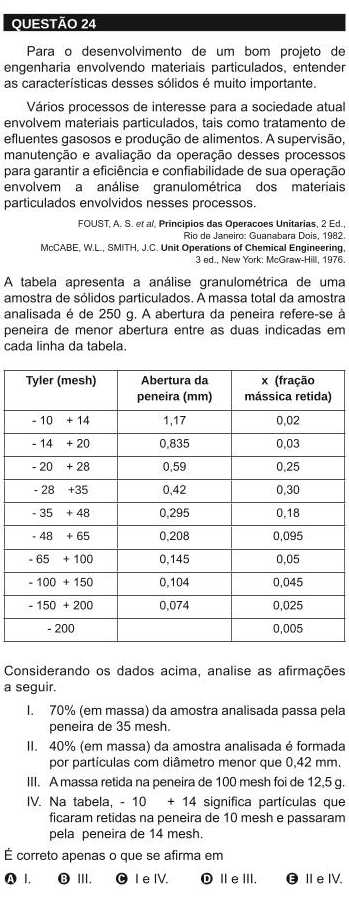 QUESTÃO 24
Para o desenvolvimento de um bom projeto de
engenharia envolvendo materiais particulados, entender
as características desses sólidos é muito importante.
Vários processos de interesse para a sociedade atual
envolvem materiais particulados, tais como tratamento de
efluentes gasosos e produção de alimentos. A supervisão,
manutenção e avaliação da operação desses processos
para garantir a eficiência e confiabilidade de sua operação
envolvem a análise granulométrica dos materiais
particulados envolvidos nesses processos.
FOUST, A. S. et al, Principios das Operacoes Unitarias, 2 Ed.,
Rio de Janeiro: Guanabara Dois, 1982.
McCABE, W.L., SMITH, J.C. Unit Operations of Chemical Engineering,
3 ed., New York: McGraw-Hill, 1976.
A tabela apresenta a análise granulométrica de uma
amostra de sólidos particulados. A massa total da amostra
analisada é de 250 g. A abertura da peneira refere-se à
peneira de menor abertura entre as duas indicadas em
cada linha da tabela.
Tyler (mesh) Abertura da peneira (mm) x (fração mássica retida)
- 10 + 14 1,17 0,02
- 14 + 20 0,835 0,03
- 20 + 28 0,59 0,25
- 28 +35 0,42 0,30
- 35 + 48 0,295 0,18
- 48 + 65 0,208 0,095
- 65 + 100 0,145 0,05
- 100 + 150 0,104 0,045
- 150 + 200 0,074 0,025
- 200 0,005
Considerando os dados acima, analise as afirmações
a seguir.
I. 70% (em massa) da amostra analisada passa pela
peneira de 35 mesh.
II. 40% (em massa) da amostra analisada é formada
por partículas com diâmetro menor que 0,42 mm.
III. A massa retida na peneira de 100 mesh foi de 12,5 g.
IV. Na tabela, - 10 + 14 significa partículas que
ficaram retidas na peneira de 10 mesh e passaram
pela peneira de 14 mesh.
É correto apenas o que se afirma em
A I. B III. C I e IV. D II e III. E II e IV.